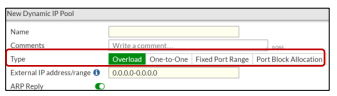 New Dynamic IP Pool
Name
Comments Write a comment...
Type Overload One-to-One Fixed Port Range Port Block Allocation
External IP address/range 0.0.0.0-0.0.0.0
ARP Reply